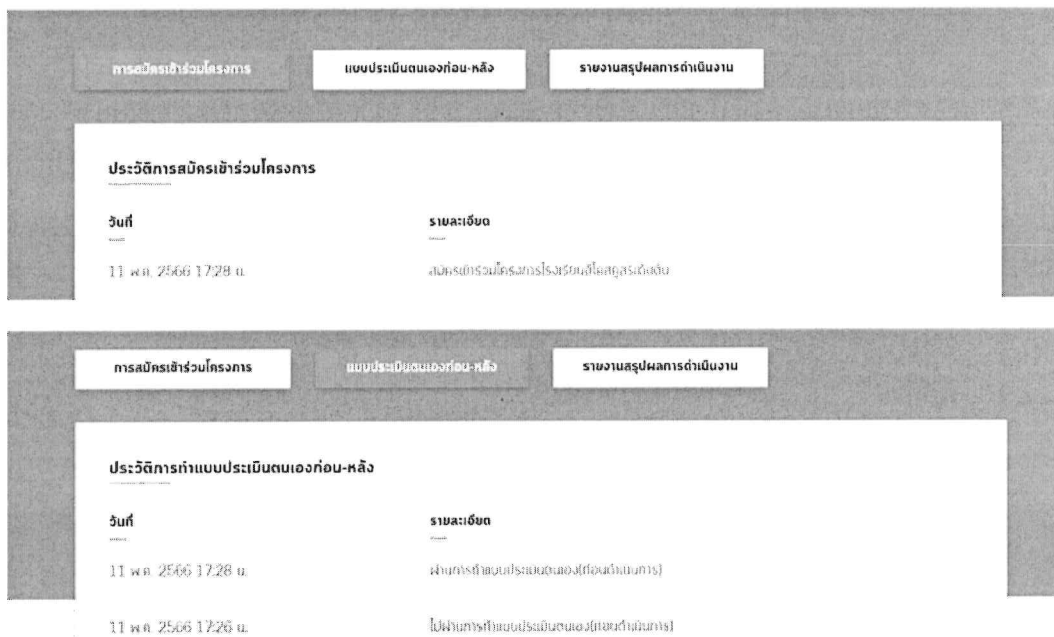 การสมัครเข้าร่วมโครงการ แบบประเมินตนเองก่อน-หลัง รายงานสรุปผลการดำเนินงาน
ประวัติการสมัครเข้าร่วมโครงการ
วันที่ รายละเอียด
11 พ.ค. 2566 17:28 น. สมัครเข้าร่วมโครงการโรงเรียนอีโคสคูลระดับต้น
การสมัครเข้าร่วมโครงการ แบบประเมินตนเองก่อน-หลัง รายงานสรุปผลการดำเนินงาน
ประวัติการทำแบบประเมินตนเองก่อน-หลัง
วันที่ รายละเอียด
11 พ.ค. 2566 17:28 น. ผ่านการทำแบบประเมินตนเอง(ก่อนดำเนินการ)
11 พ.ค. 2566 17:26 น. ไม่ผ่านการทำแบบประเมินตนเอง(ก่อนดำเนินการ)